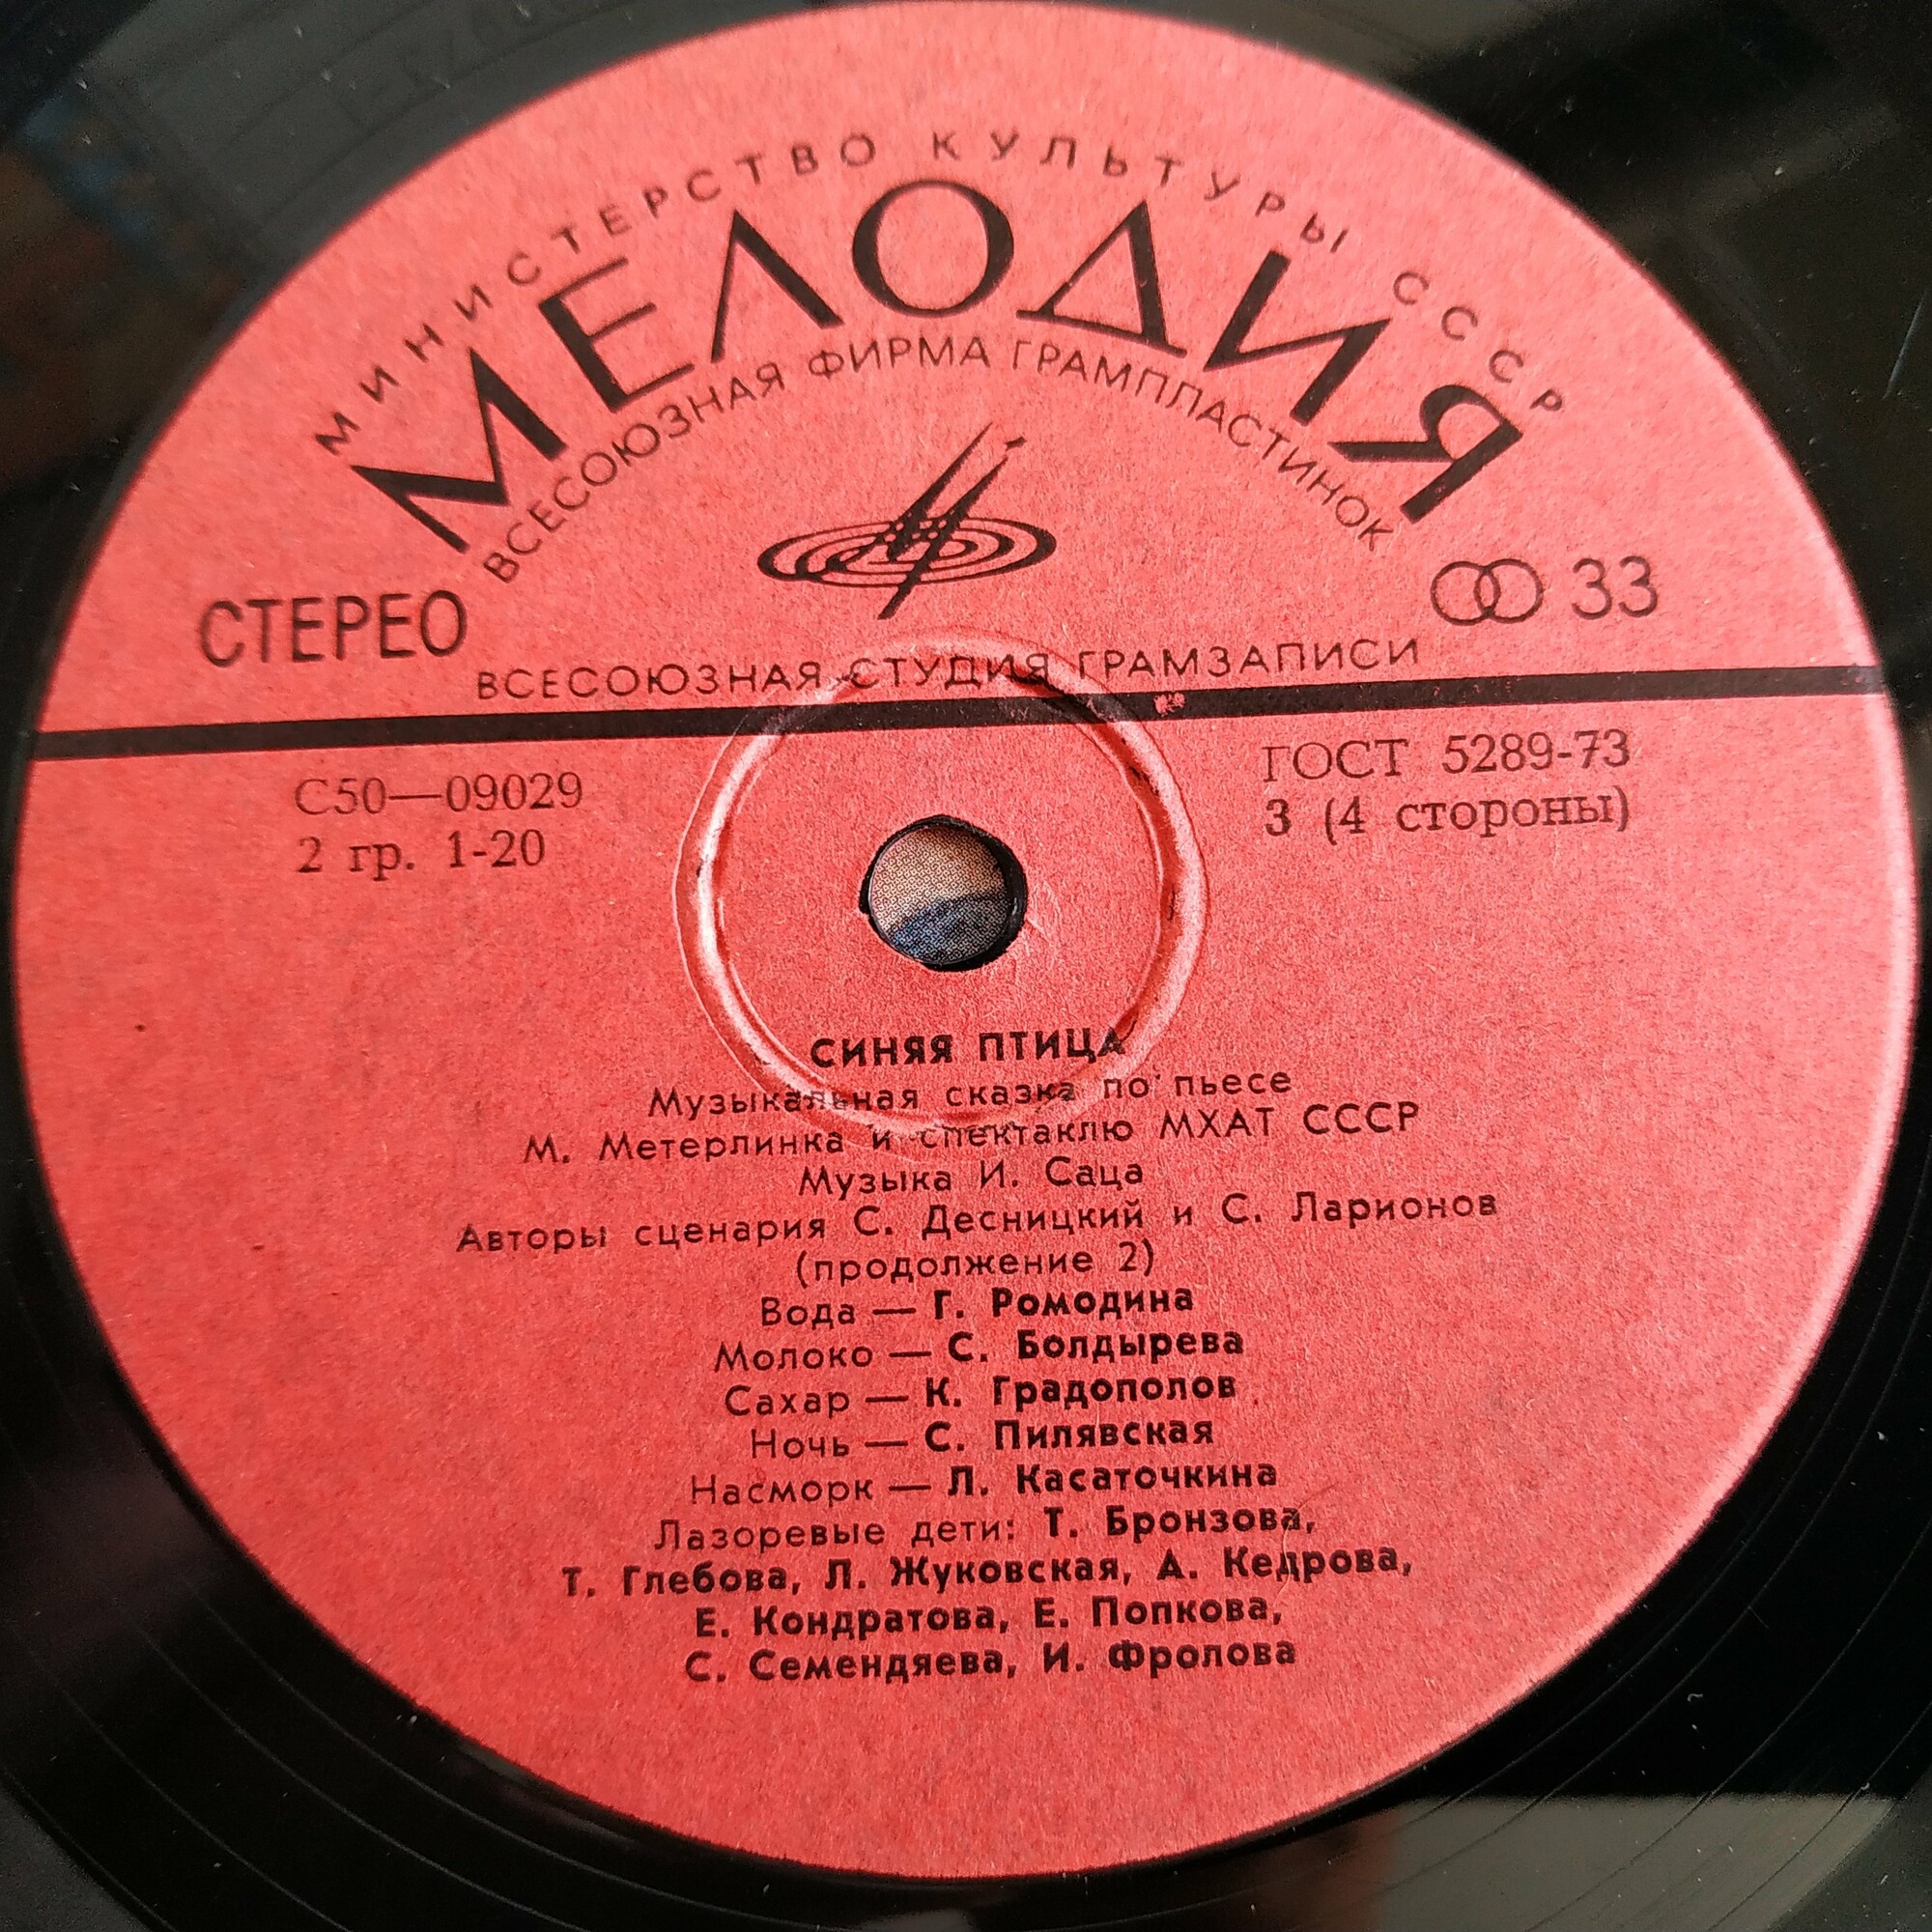 МИНИСТЕРСТВО КУЛЬТУРЫ СССР
МЕЛОДИЯ
ВСЕСОЮЗНАЯ ФИРМА ГРАМПЛАСТИНОК
СТЕРЕО
33
ВСЕСОЮЗНАЯ СТУДИЯ ГРАМЗАПИСИ
С50—09029
2 гр. 1-20
ГОСТ 5289-73
3 (4 стороны)
СИНЯЯ ПТИЦА
Музыкальная сказка по пьесе
М. Метерлинка и спектаклю МХАТ СССР
Музыка И. Саца
Авторы сценария С. Десницкий и С. Ларионов
(продолжение 2)
Вода — Г. Ромодина
Молоко — С. Болдырева
Сахар — К. Градополов
Ночь — С. Пилявская
Насморк — Л. Касаточкина
Лазоревые дети: Т. Бронзова,
Т. Глебова, Л. Жуковская, А. Кедрова,
Е. Кондратова, Е. Попкова,
С. Семендяева, И. Фролова